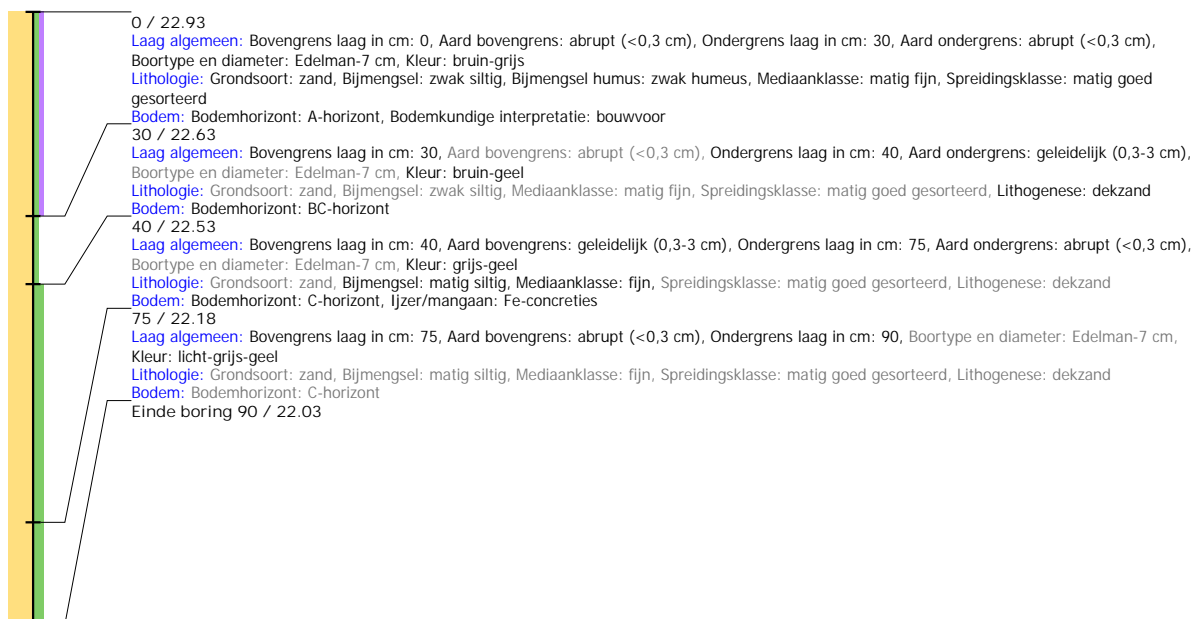 0 / 22.93
Laag algemeen: Bovengrens laag in cm: 0, Aard bovengrens: abrupt (<0,3 cm), Ondergrens laag in cm: 30, Aard ondergrens: abrupt (<0,3 cm),
Boortype en diameter: Edelman-7 cm, Kleur: bruin-grijs
Lithologie: Grondsoort: zand, Bijmengsel: zwak siltig, Bijmengsel humus: zwak humeus, Mediaanklasse: matig fijn, Spreidingsklasse: matig goed
gesorteerd
Bodem: Bodemhorizont: A-horizont, Bodemkundige interpretatie: bouwvoor
30 / 22.63
Laag algemeen: Bovengrens laag in cm: 30, Aard bovengrens: abrupt (<0,3 cm), Ondergrens laag in cm: 40, Aard ondergrens: geleidelijk (0,3-3 cm),
Boortype en diameter: Edelman-7 cm, Kleur: bruin-geel
Lithologie: Grondsoort: zand, Bijmengsel: zwak siltig, Mediaanklasse: matig fijn, Spreidingsklasse: matig goed gesorteerd, Lithogenese: dekzand
Bodem: Bodemhorizont: BC-horizont
40 / 22.53
Laag algemeen: Bovengrens laag in cm: 40, Aard bovengrens: geleidelijk (0,3-3 cm), Ondergrens laag in cm: 75, Aard ondergrens: abrupt (<0,3 cm),
Boortype en diameter: Edelman-7 cm, Kleur: grijs-geel
Lithologie: Grondsoort: zand, Bijmengsel: matig siltig, Mediaanklasse: fijn, Spreidingsklasse: matig goed gesorteerd, Lithogenese: dekzand
Bodem: Bodemhorizont: C-horizont, Ijzer/mangaan: Fe-concreties
75 / 22.18
Laag algemeen: Bovengrens laag in cm: 75, Aard bovengrens: abrupt (<0,3 cm), Ondergrens laag in cm: 90, Boortype en diameter: Edelman-7 cm,
Kleur: licht-grijs-geel
Lithologie: Grondsoort: zand, Bijmengsel: matig siltig, Mediaanklasse: fijn, Spreidingsklasse: matig goed gesorteerd, Lithogenese: dekzand
Bodem: Bodemhorizont: C-horizont
Einde boring 90 / 22.03